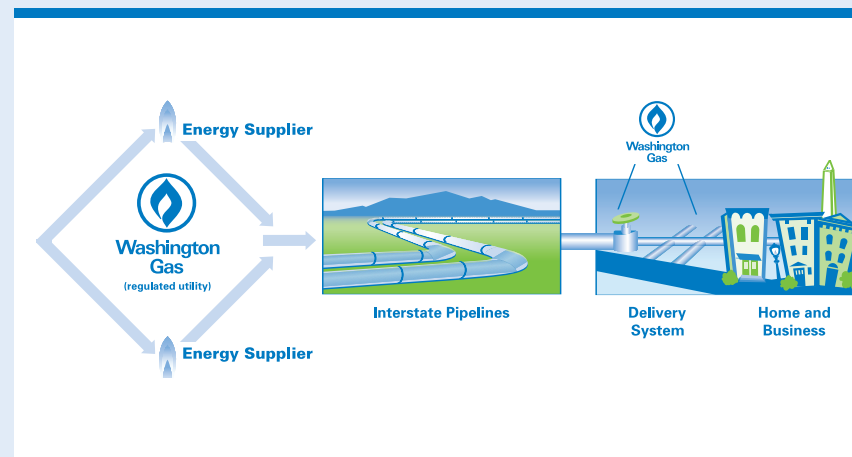 Energy Supplier
Washington
Gas
(regulated utility)
Energy Supplier
Interstate Pipelines
Washington
Gas
Delivery
System
Home and
Business